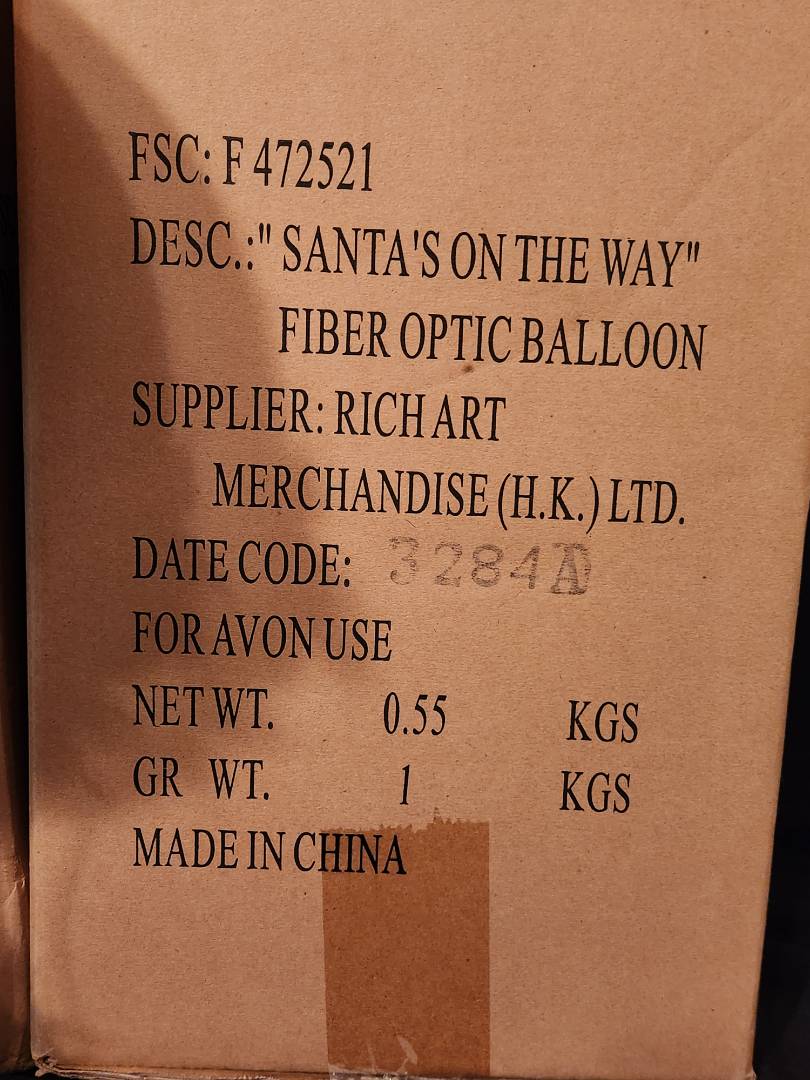 FSC: F 472521
DESC.:" SANTA'S ON THE WAY"
FIBER OPTIC BALLOON
SUPPLIER: RICH ART
MERCHANDISE (H.K.) LTD.
DATE CODE: 3284A
FOR AVON USE
NET WT. 0.55 KGS
GR WT. 1 KGS
MADE IN CHINA